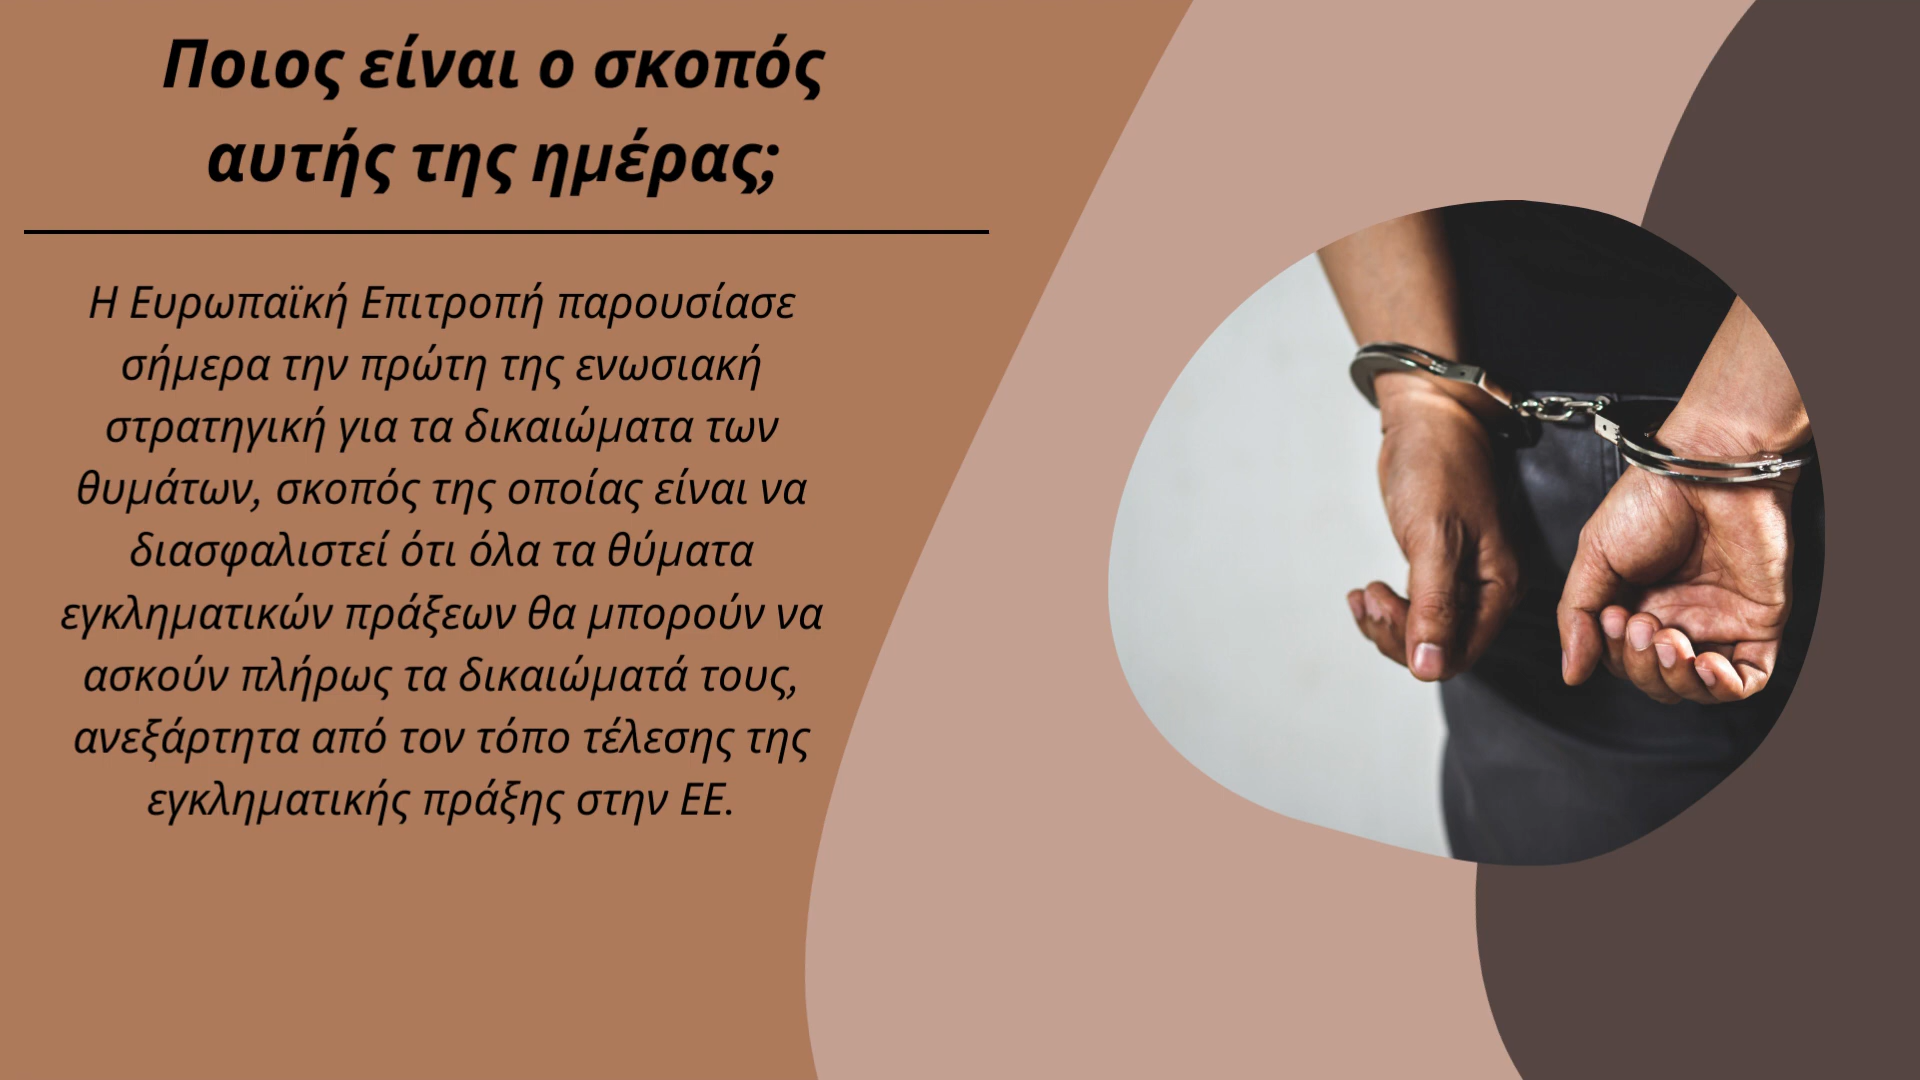 Ποιος είναι ο σκοπός
αυτής της ημέρας;
Η Ευρωπαϊκή Επιτροπή παρουσίασε
σήμερα την πρώτη της ενωσιακή
στρατηγική για τα δικαιώματα των
θυμάτων, σκοπός της οποίας είναι να
διασφαλιστεί ότι όλα τα θύματα
εγκληματικών πράξεων θα μπορούν να
ασκούν πλήρως τα δικαιώματά τους,
ανεξάρτητα από τον τόπο τέλεσης της
εγκληματικής πράξης στην ΕΕ.